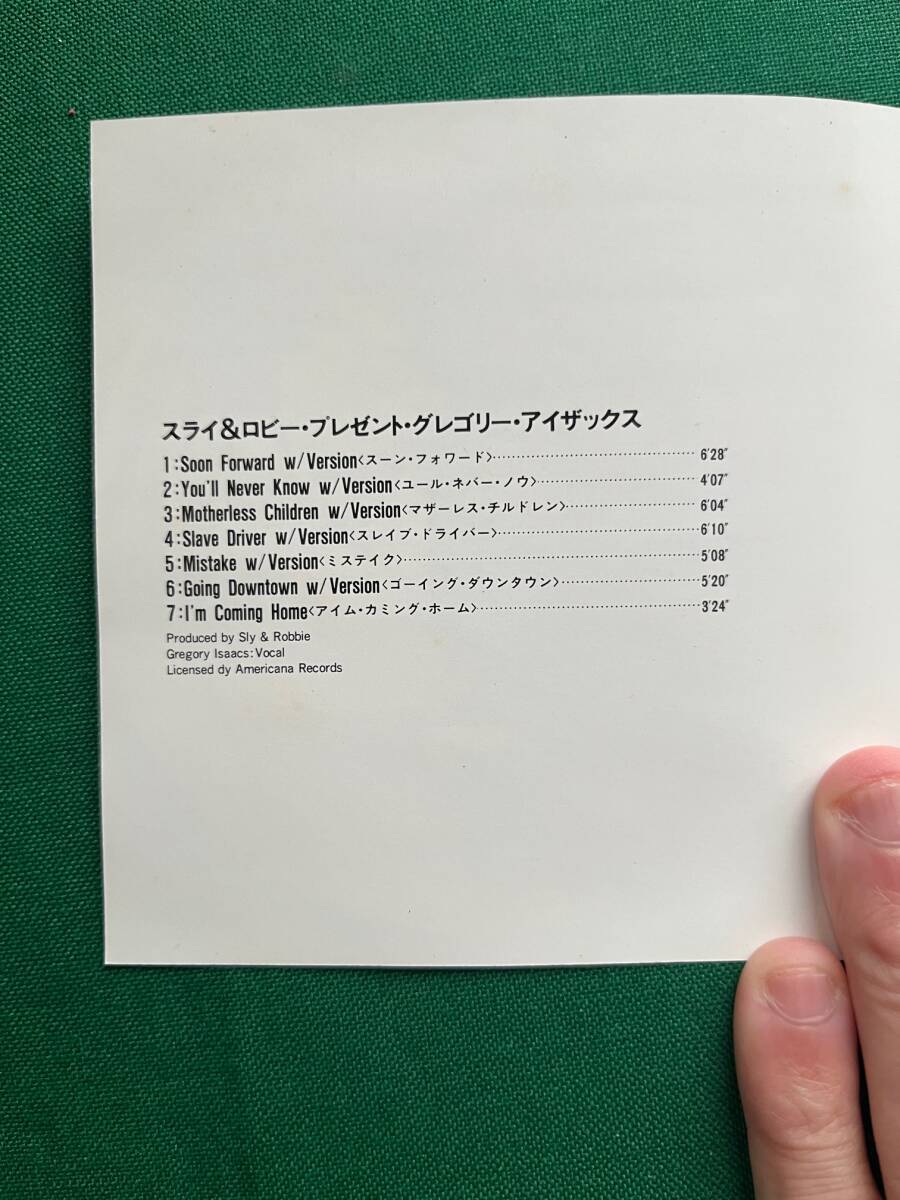 スライ&ロビー・プレゼント・グレゴリー・アイザックス
1:Soon Forward w/Version〈スーン・フォワード〉 6′28″
2:You'll Never Know w/Version〈ユール・ネバー・ノウ〉 4′07″
3:Motherless Children w/Version〈マザーレス・チルドレン〉 6′04″
4:Slave Driver w/Version〈スレイブ・ドライバー〉 6′10″
5:Mistake w/Version〈ミステイク〉 5′08″
6:Going Downtown w/Version〈ゴーイング・ダウンタウン〉 5′20″
7:I'm Coming Home〈アイム・カミング・ホーム〉 3′24″
Produced by Sly & Robbie
Gregory Isaacs:Vocal
Licensed dy Americana Records